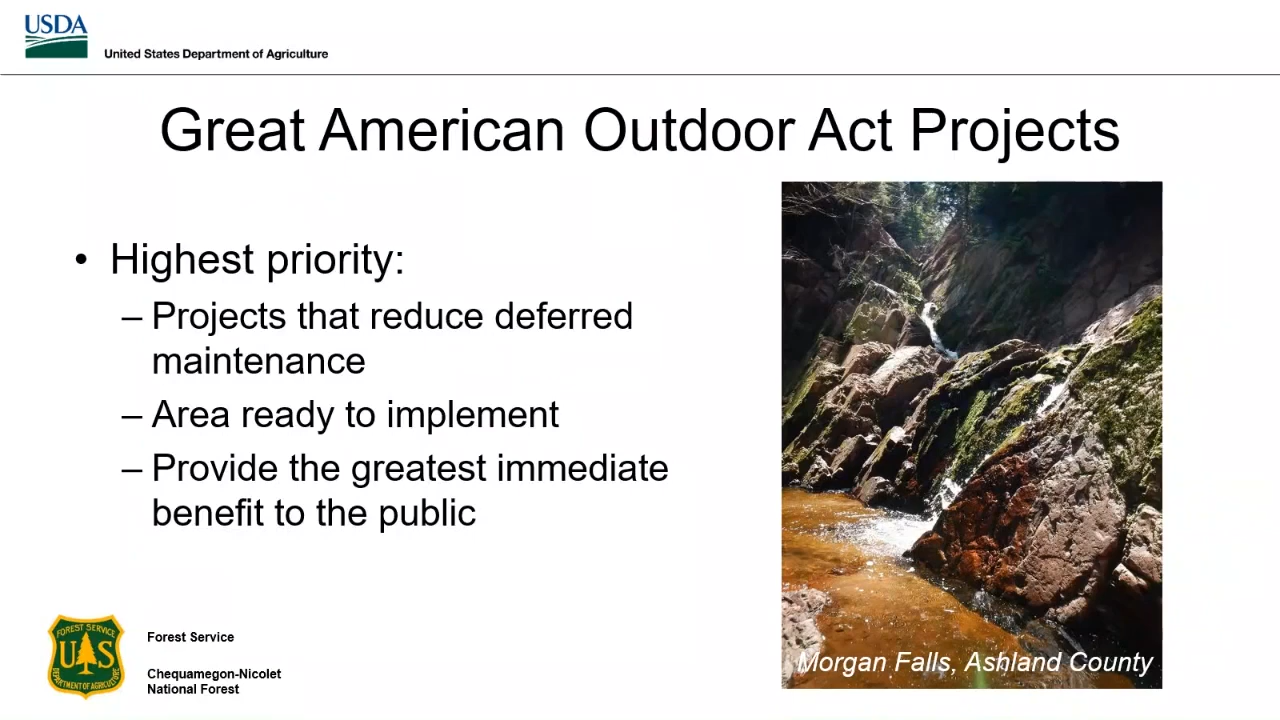 USDA
United States Department of Agriculture
Great American Outdoor Act Projects
• Highest priority:
– Projects that reduce deferred
maintenance
– Area ready to implement
– Provide the greatest immediate
benefit to the public
Morgan Falls, Ashland County
FOREST SERVICE
U S
DEPARTMENT OF AGRICULTURE
Forest Service
Chequamegon-Nicolet
National Forest